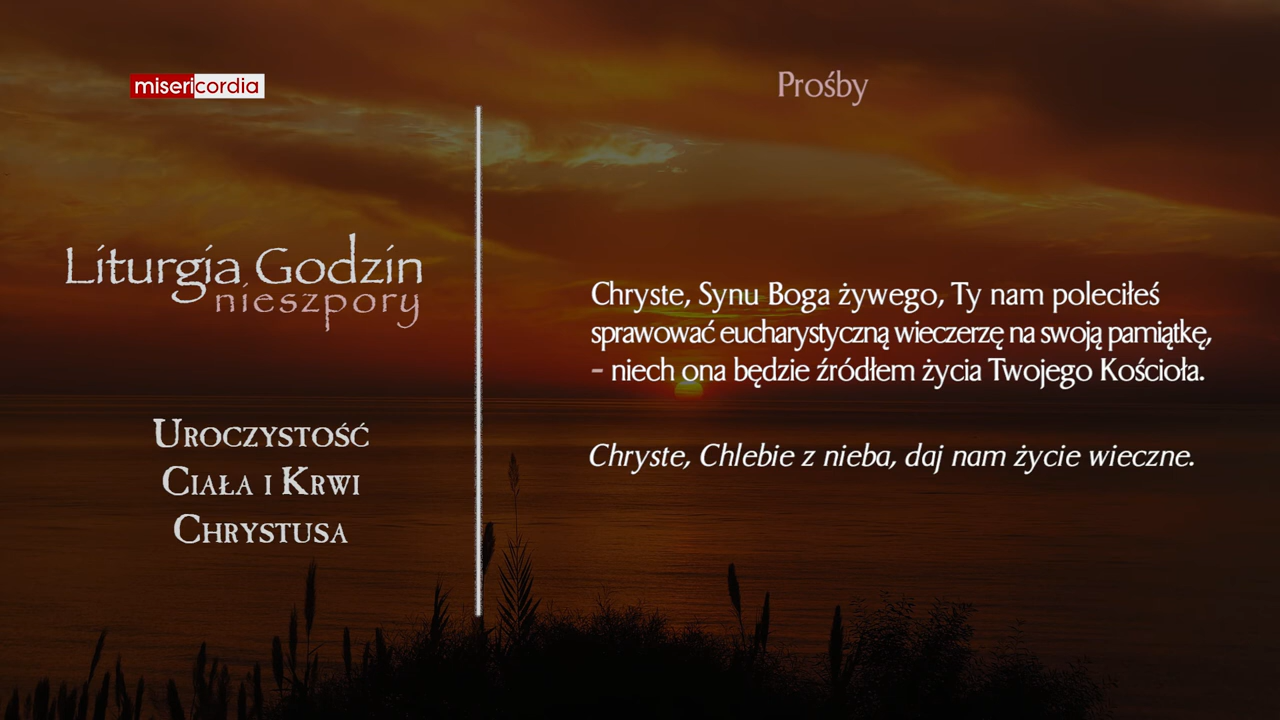 misericordia
Liturgia Godzin
nieszpory
Uroczystość
Ciała i Krwi
Chrystusa
Prośby
Chryste, Synu Boga żywego, Ty nam poleciłeś
sprawować eucharystyczną wieczerzę na swoją pamiątkę,
– niech ona będzie źródłem życia Twojego Kościoła.
Chryste, Chlebie z nieba, daj nam życie wieczne.